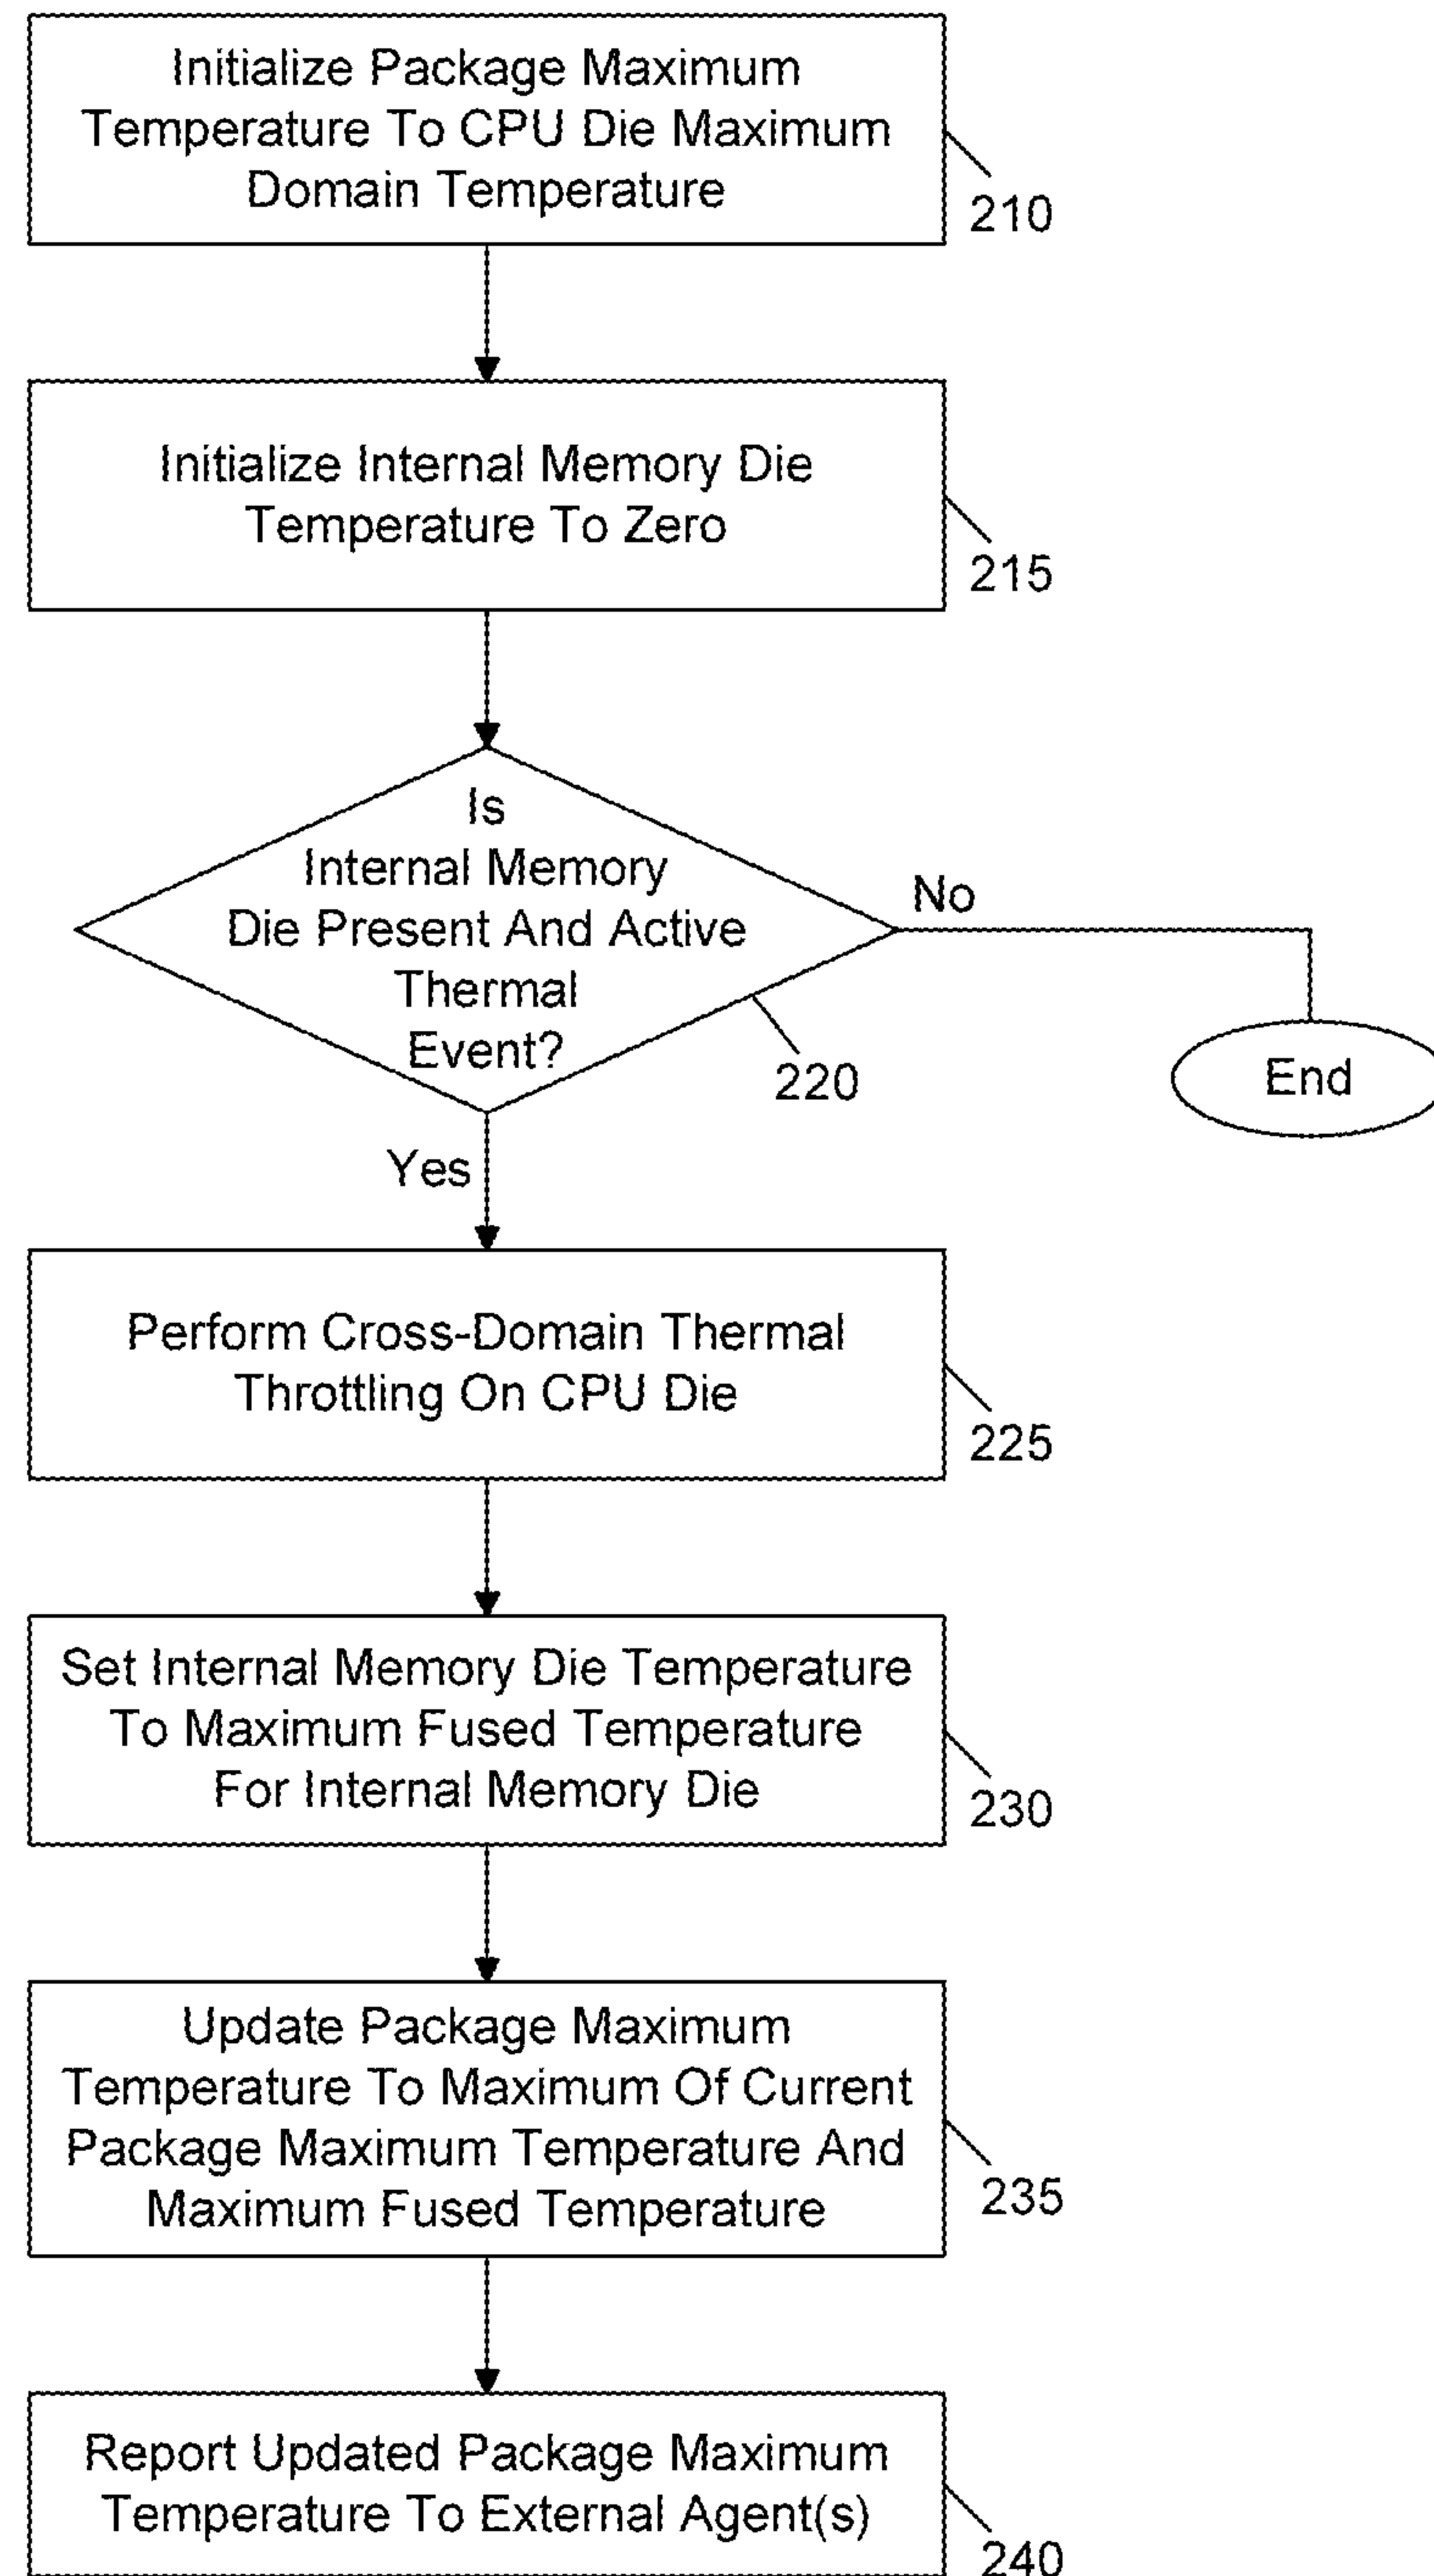 Initialize Package Maximum
Temperature To CPU Die Maximum
Domain Temperature
210
Initialize Internal Memory Die
Temperature To Zero
215
Is
Internal Memory
Die Present And Active
Thermal
Event?
No
220
End
Yes
Perform Cross-Domain Thermal
Throttling On CPU Die
225
Set Internal Memory Die Temperature
To Maximum Fused Temperature
For Internal Memory Die
230
Update Package Maximum
Temperature To Maximum Of Current
Package Maximum Temperature And
Maximum Fused Temperature
235
Report Updated Package Maximum
Temperature To External Agent(s)
240